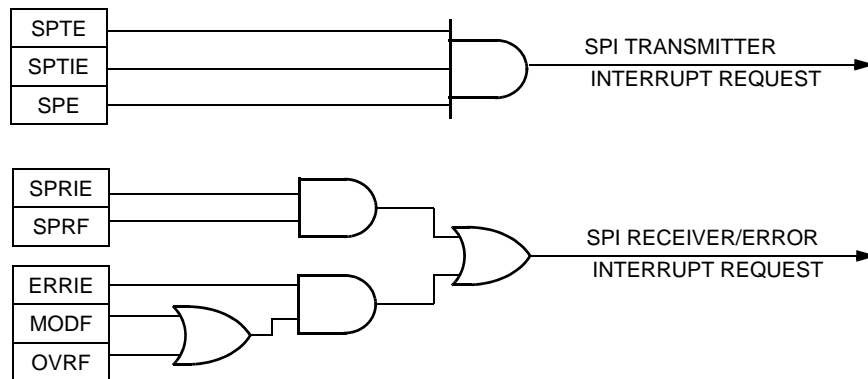 SPTE
SPTIE
SPE
SPI TRANSMITTER
INTERRUPT REQUEST
SPRIE
SPRF
ERRIE
MODF
OVRF
SPI RECEIVER/ERROR
INTERRUPT REQUEST